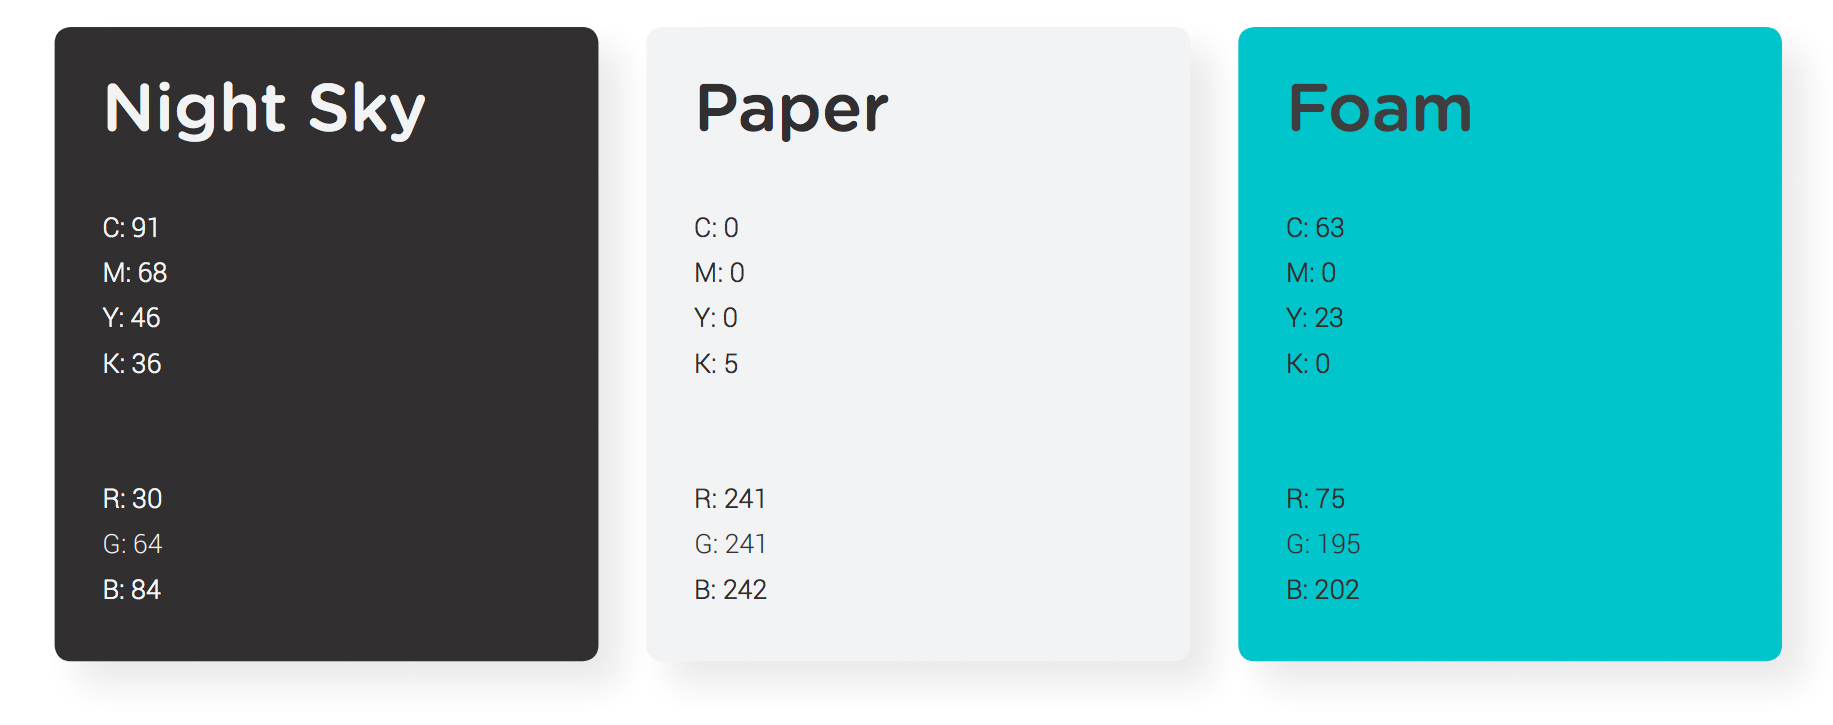 Night Sky
C: 91
M: 68
Y: 46
K: 36
R: 30
G: 64
B: 84
Paper
C: 0
M: 0
Y: 0
K: 5
R: 241
G: 241
B: 242
Foam
C: 63
M: 0
Y: 23
K: 0
R: 75
G: 195
B: 202